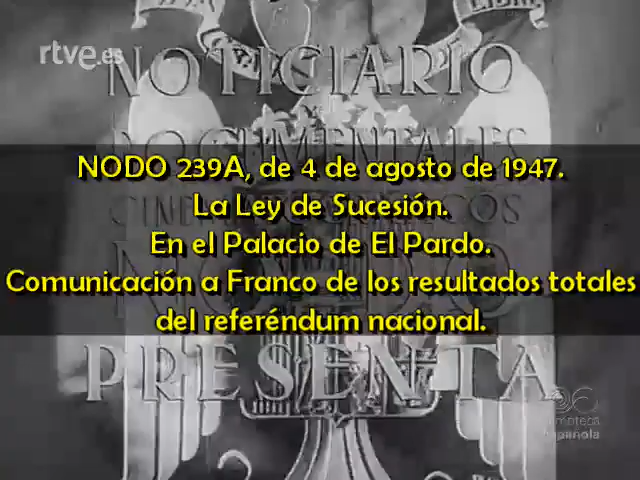 LIBRE
rtve.es
NOTICIARIO
Y
DOCUMENTALES
NODO 239A, de 4 de agosto de 1947.
La Ley de Sucesión.
En el Palacio de El Pardo.
Comunicación a Franco de los resultados totales
del referéndum nacional.
PRESENTA
filmoteca
española